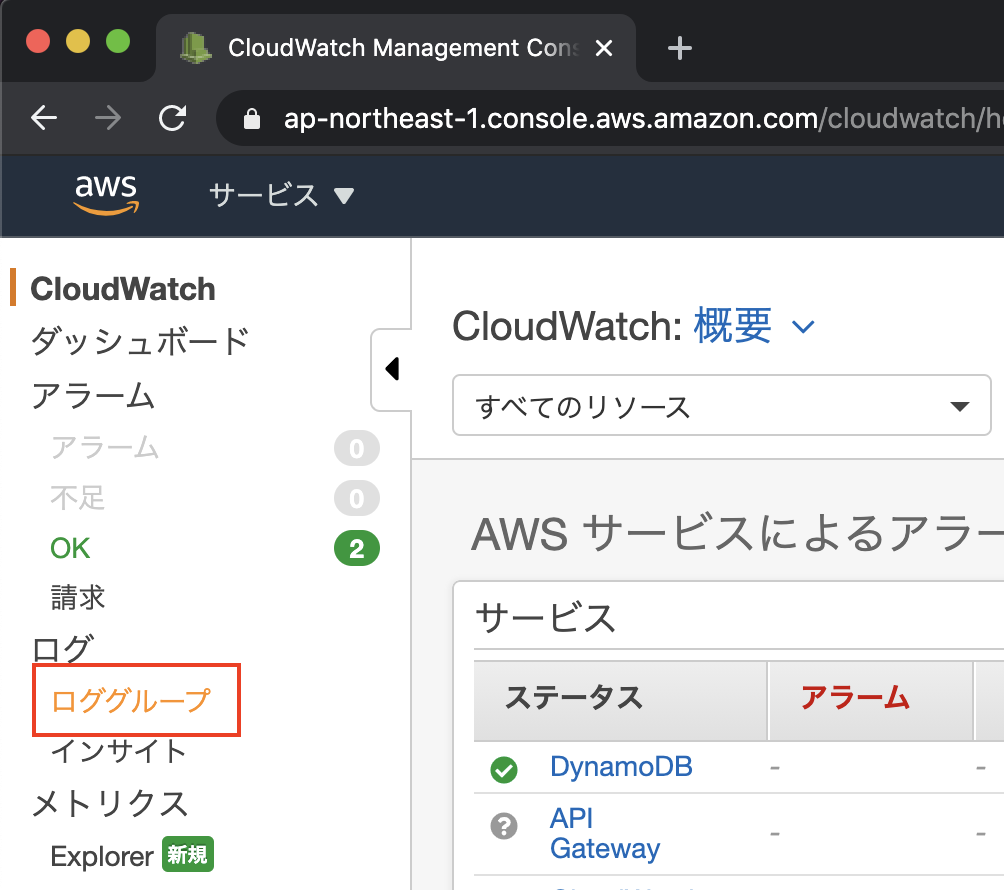 CloudWatch Management Cons
ap-northeast-1.console.aws.amazon.com/cloudwatch/h
aws サービス
CloudWatch
ダッシュボード
アラーム
アラーム 0
不足 0
OK 2
請求
ログ
ロググループ
インサイト
メトリクス
Explorer 新規
CloudWatch: 概要
すべてのリソース
AWS サービスによるアラー
サービス
ステータス アラーム
DynamoDB - -
API
Gateway - -